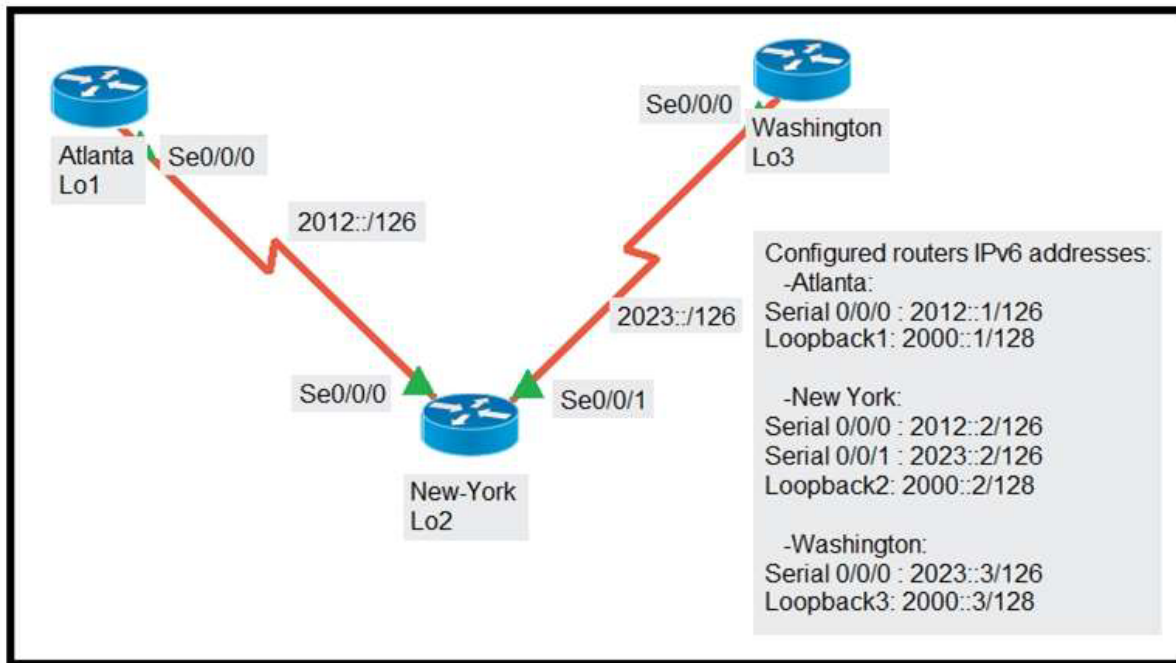 Atlanta
Lo1
Se0/0/0
Se0/0/0
Washington
Lo3
2012::/126
2023::/126
Se0/0/0
Se0/0/1
New-York
Lo2
Configured routers IPv6 addresses:
-Atlanta:
Serial 0/0/0 : 2012::1/126
Loopback1: 2000::1/128
-New York:
Serial 0/0/0 : 2012::2/126
Serial 0/0/1 : 2023::2/126
Loopback2: 2000::2/128
-Washington:
Serial 0/0/0 : 2023::3/126
Loopback3: 2000::3/128